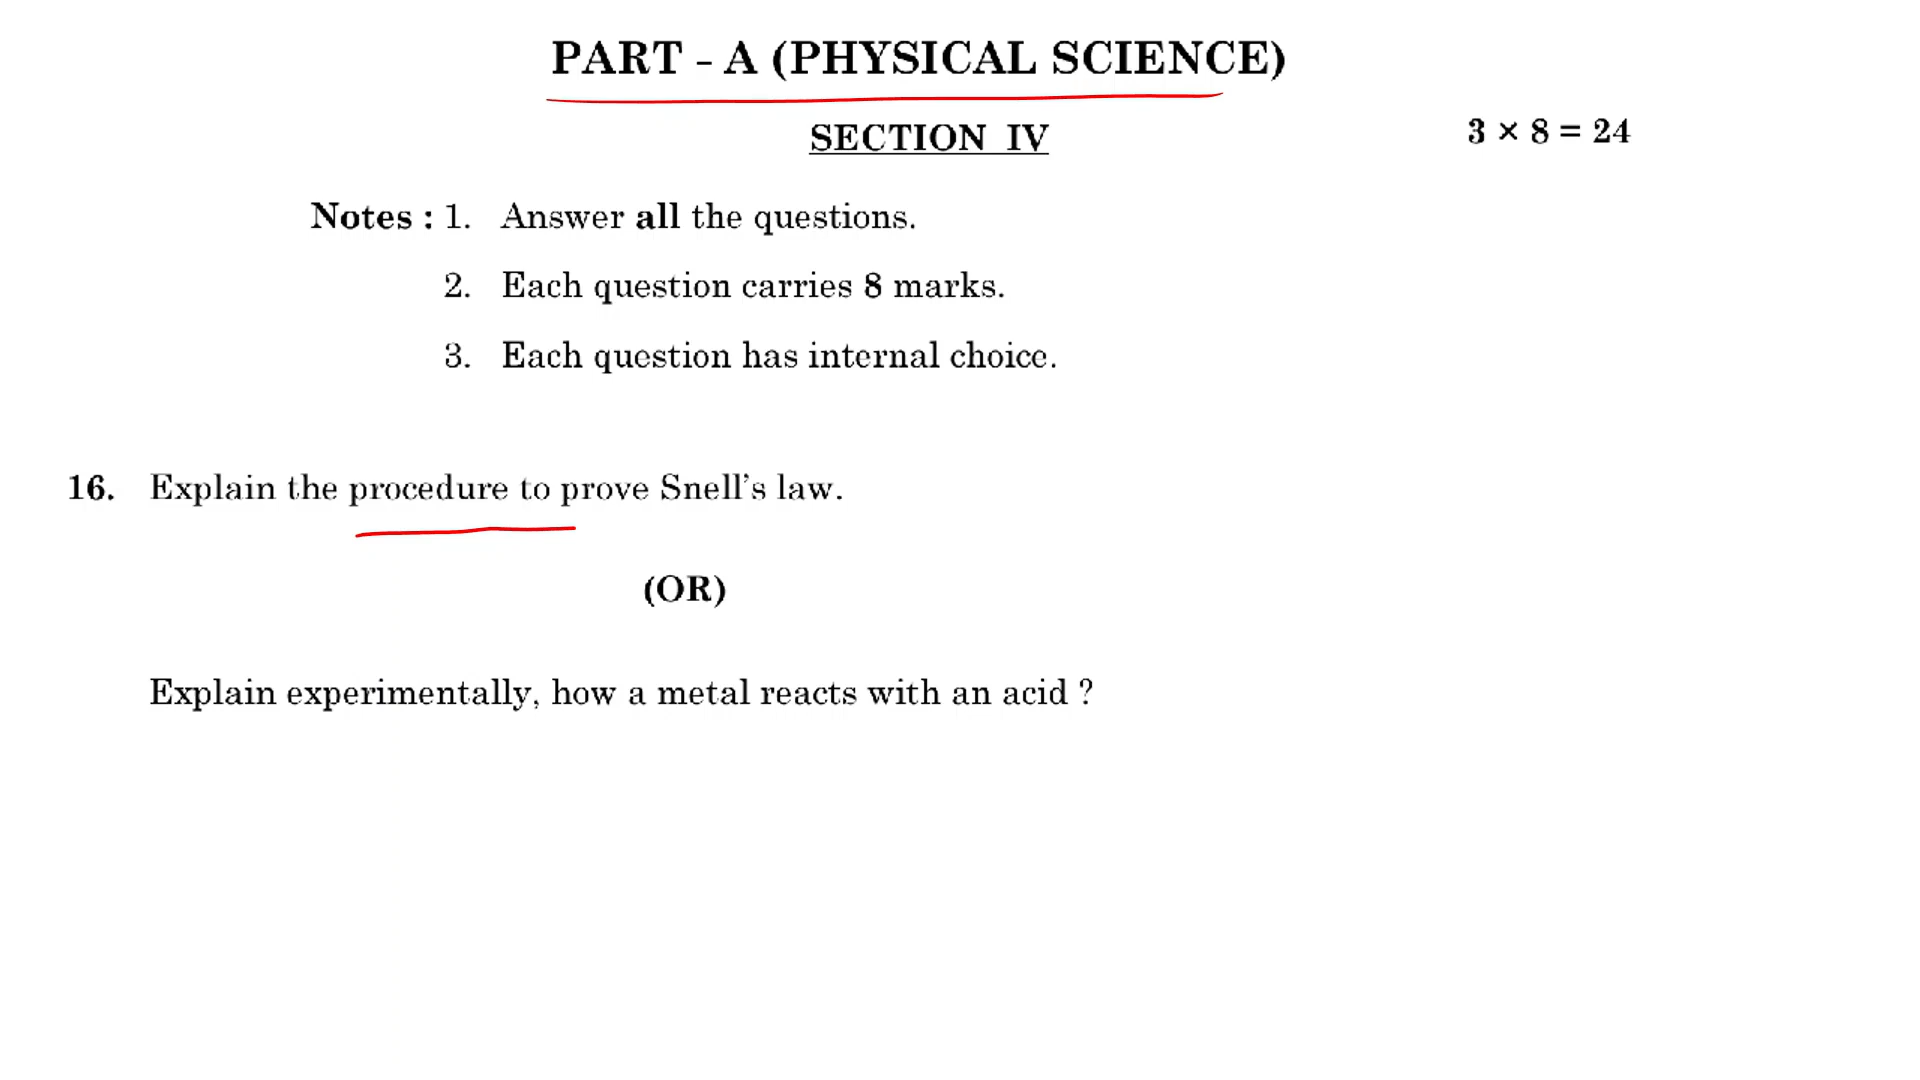 PART - A (PHYSICAL SCIENCE)
SECTION IV
3 × 8 = 24
Notes : 1. Answer all the questions.
2. Each question carries 8 marks.
3. Each question has internal choice.
16. Explain the procedure to prove Snell's law.
(OR)
Explain experimentally, how a metal reacts with an acid ?